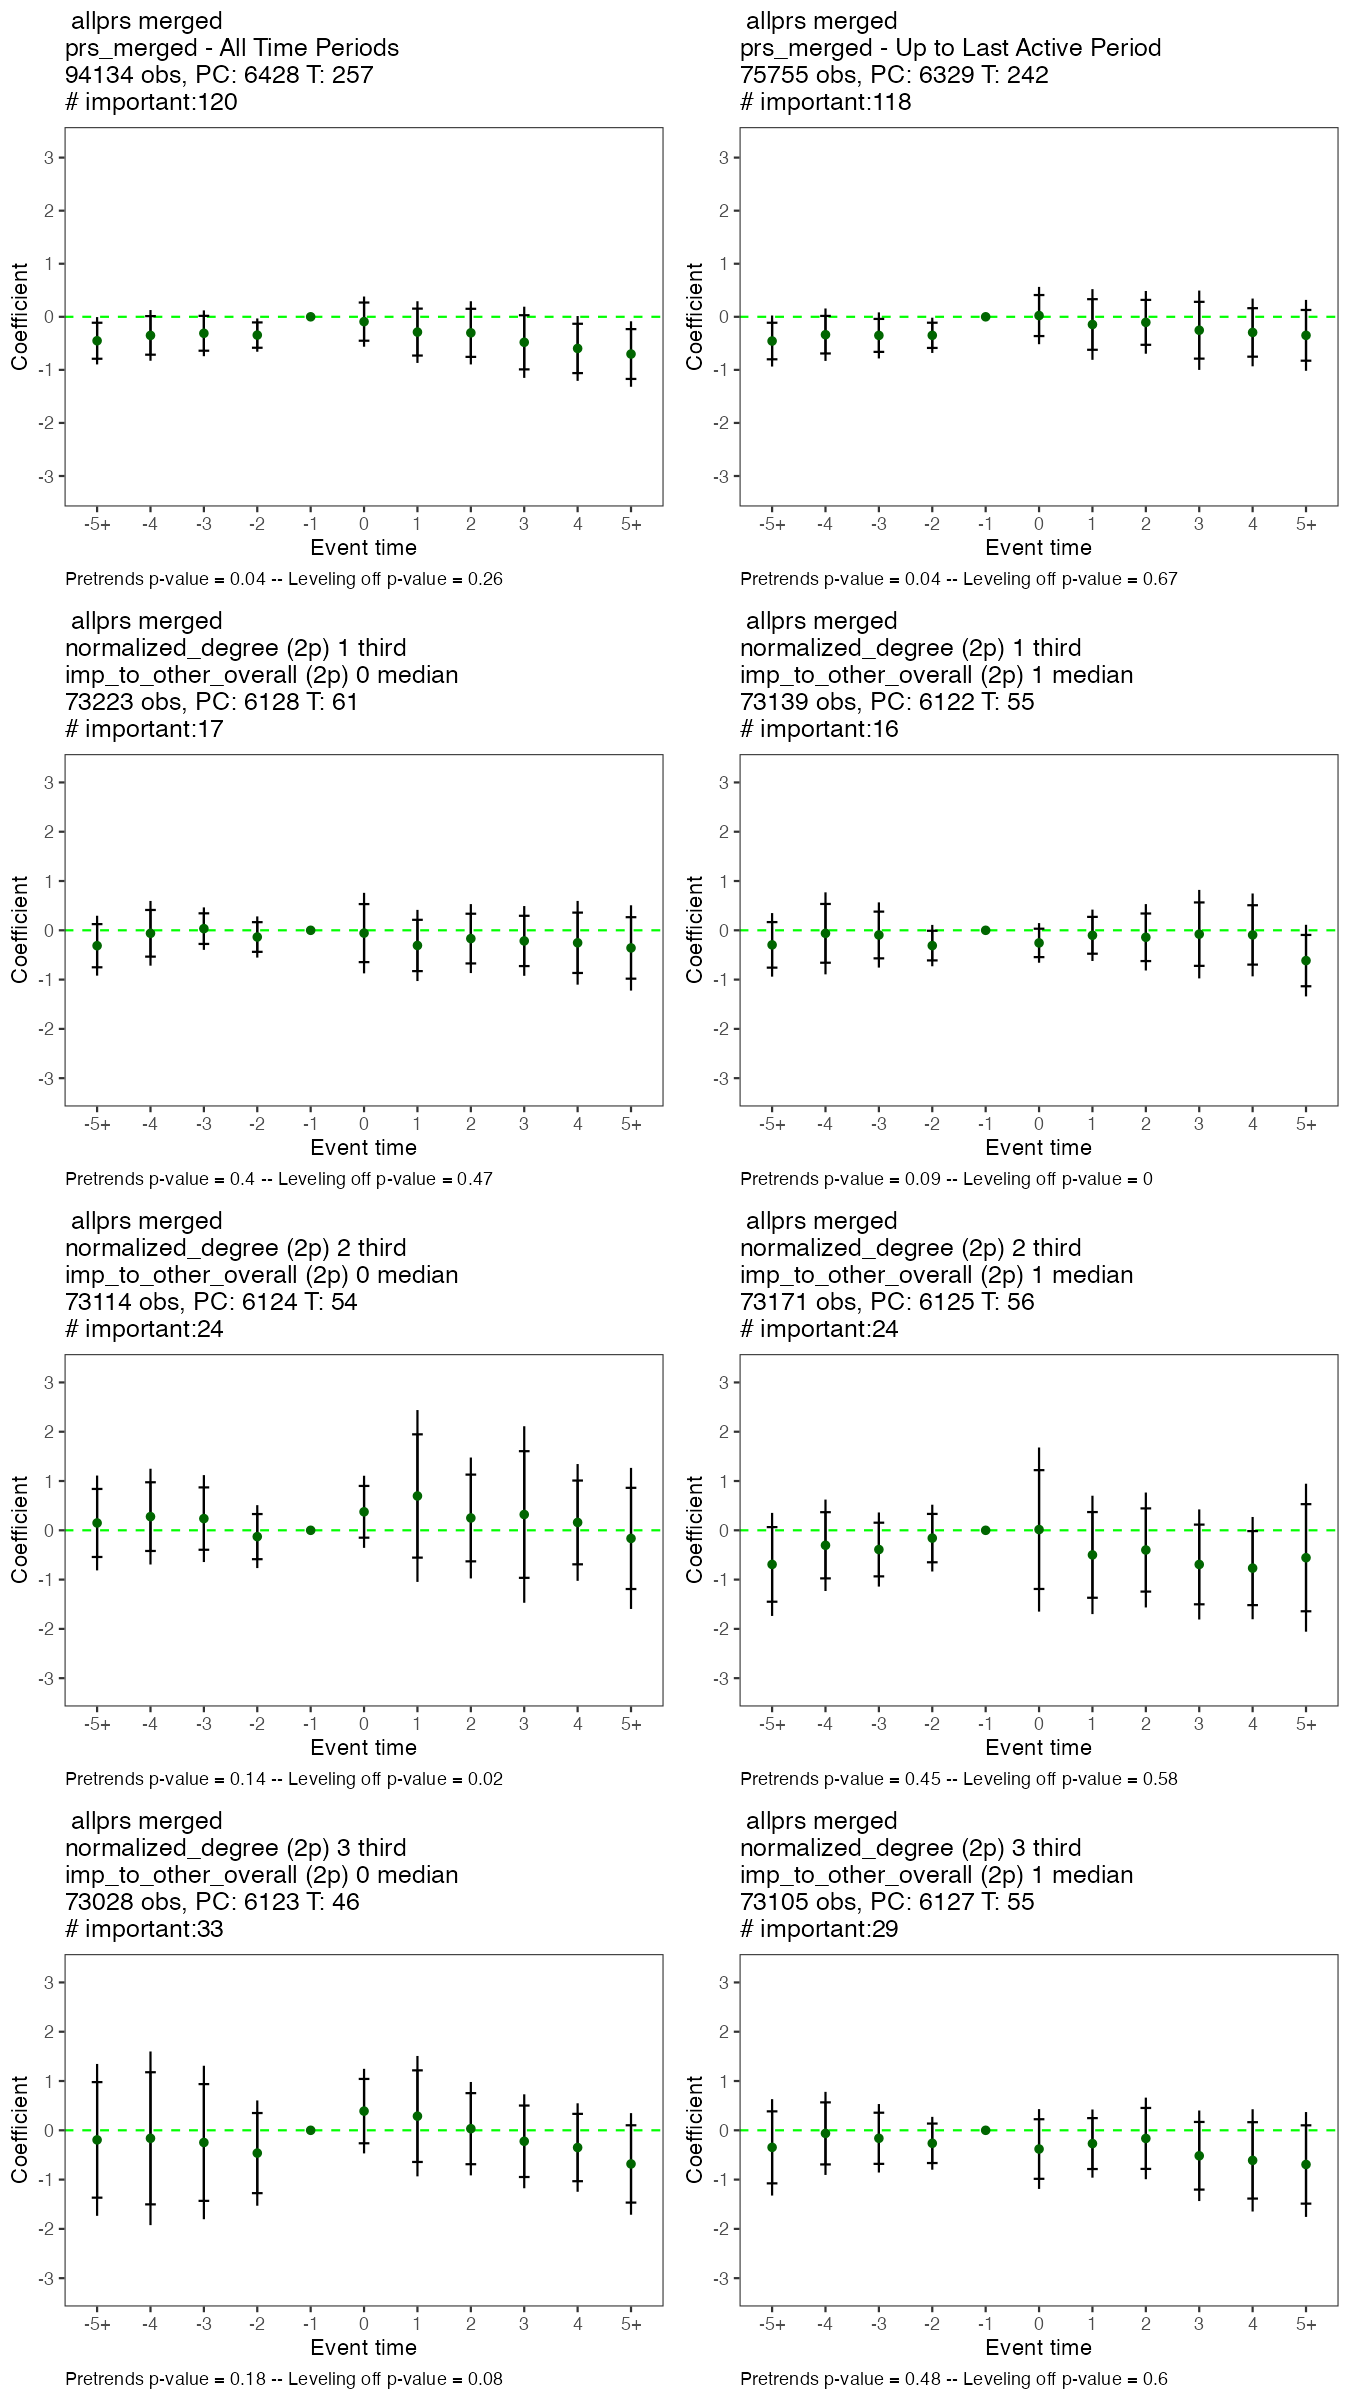 allprs merged
prs_merged - All Time Periods
94134 obs, PC: 6428 T: 257
# important:120
3
2
1
0
-1
-2
-3
Coefficient
-5+ -4 -3 -2 -1 0 1 2 3 4 5+
Event time
Pretrends p-value = 0.04 -- Leveling off p-value = 0.26
allprs merged
prs_merged - Up to Last Active Period
75755 obs, PC: 6329 T: 242
# important:118
3
2
1
0
-1
-2
-3
Coefficient
-5+ -4 -3 -2 -1 0 1 2 3 4 5+
Event time
Pretrends p-value = 0.04 -- Leveling off p-value = 0.67
allprs merged
normalized_degree (2p) 1 third
imp_to_other_overall (2p) 0 median
73223 obs, PC: 6128 T: 61
# important:17
3
2
1
0
-1
-2
-3
Coefficient
-5+ -4 -3 -2 -1 0 1 2 3 4 5+
Event time
Pretrends p-value = 0.4 -- Leveling off p-value = 0.47
allprs merged
normalized_degree (2p) 1 third
imp_to_other_overall (2p) 1 median
73139 obs, PC: 6122 T: 55
# important:16
3
2
1
0
-1
-2
-3
Coefficient
-5+ -4 -3 -2 -1 0 1 2 3 4 5+
Event time
Pretrends p-value = 0.09 -- Leveling off p-value = 0
allprs merged
normalized_degree (2p) 2 third
imp_to_other_overall (2p) 0 median
73114 obs, PC: 6124 T: 54
# important:24
3
2
1
0
-1
-2
-3
Coefficient
-5+ -4 -3 -2 -1 0 1 2 3 4 5+
Event time
Pretrends p-value = 0.14 -- Leveling off p-value = 0.02
allprs merged
normalized_degree (2p) 2 third
imp_to_other_overall (2p) 1 median
73171 obs, PC: 6125 T: 56
# important:24
3
2
1
0
-1
-2
-3
Coefficient
-5+ -4 -3 -2 -1 0 1 2 3 4 5+
Event time
Pretrends p-value = 0.45 -- Leveling off p-value = 0.58
allprs merged
normalized_degree (2p) 3 third
imp_to_other_overall (2p) 0 median
73028 obs, PC: 6123 T: 46
# important:33
3
2
1
0
-1
-2
-3
Coefficient
-5+ -4 -3 -2 -1 0 1 2 3 4 5+
Event time
Pretrends p-value = 0.18 -- Leveling off p-value = 0.08
allprs merged
normalized_degree (2p) 3 third
imp_to_other_overall (2p) 1 median
73105 obs, PC: 6127 T: 55
# important:29
3
2
1
0
-1
-2
-3
Coefficient
-5+ -4 -3 -2 -1 0 1 2 3 4 5+
Event time
Pretrends p-value = 0.48 -- Leveling off p-value = 0.6